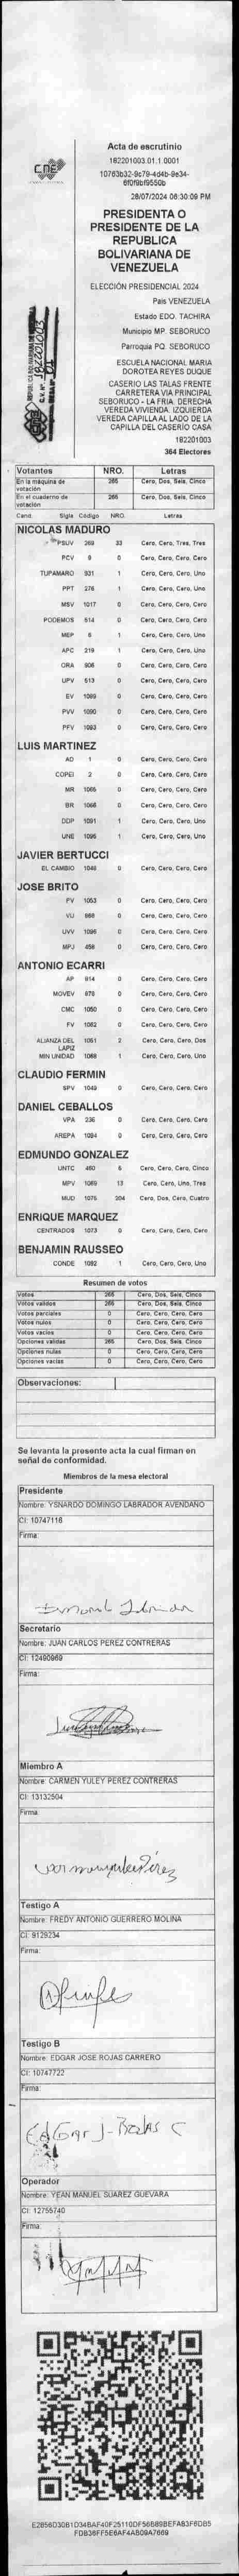 CNE
Acta de escrutinio
182201003.01.1.0001
10763b32-9c79-4d4b-9e34-
28/07/2024 06:30:09 PM
PRESIDENTA O
PRESIDENTE DE LA
REPUBLICA
BOLIVARIANA DE
VENEZUELA
ELECCIÓN PRESIDENCIAL 2024
País VENEZUELA
Estado EDO. TACHIRA
Municipio MP. SEBORUCO
Parroquia PQ. SEBORUCO
ESCUELA NACIONAL MARIA
DOROTEA REYES DUQUE
CASERIO LAS TALAS FRENTE
CARRETERA VIA PRINCIPAL
SEBORUCO - LA FRIA. DERECHA
VEREDA VIVIENDA. IZQUIERDA
VEREDA CAPILLA AL LADO DE LA
CAPILLA DEL CASERÍO CASA
182201003
364 Electores
Votantes NRO. Letras
En la máquina de votación 265 Cero, Dos, Seis, Cinco
En el cuaderno de votación 265 Cero, Dos, Seis, Cinco
Cand. Sigla Código NRO. Letras
NICOLAS MADURO
PSUV 269 33 Cero, Cero, Tres, Tres
PCV 8 0 Cero, Cero, Cero, Cero
TUPAMARO 931 1 Cero, Cero, Cero, Uno
PPT 276 1 Cero, Cero, Cero, Uno
MSV 1017 0 Cero, Cero, Cero, Cero
PODEMOS 514 0 Cero, Cero, Cero, Cero
MEP 6 1 Cero, Cero, Cero, Uno
APC 219 1 Cero, Cero, Cero, Uno
ORA 906 0 Cero, Cero, Cero, Cero
UPV 513 0 Cero, Cero, Cero, Cero
EV 1099 0 Cero, Cero, Cero, Cero
PVV 1090 0 Cero, Cero, Cero, Cero
PFV 1093 0 Cero, Cero, Cero, Cero
LUIS MARTINEZ
AD 1 0 Cero, Cero, Cero, Cero
COPEI 2 0 Cero, Cero, Cero, Cero
MR 1065 0 Cero, Cero, Cero, Cero
BR 1066 0 Cero, Cero, Cero, Cero
DDP 1091 1 Cero, Cero, Cero, Uno
UNE 1095 1 Cero, Cero, Cero, Uno
JAVIER BERTUCCI
EL CAMBIO 1048 0 Cero, Cero, Cero, Cero
JOSE BRITO
PV 1053 0 Cero, Cero, Cero, Cero
VU 868 0 Cero, Cero, Cero, Cero
UVV 1096 0 Cero, Cero, Cero, Cero
MPJ 458 0 Cero, Cero, Cero, Cero
ANTONIO ECARRI
AP 914 0 Cero, Cero, Cero, Cero
MOVEV 979 0 Cero, Cero, Cero, Cero
CMC 1050 0 Cero, Cero, Cero, Cero
FV 1082 0 Cero, Cero, Cero, Cero
ALIANZA DEL LAPIZ 1051 2 Cero, Cero, Cero, Dos
MIN UNIDAD 1068 1 Cero, Cero, Cero, Uno
CLAUDIO FERMIN
SPV 1049 0 Cero, Cero, Cero, Cero
DANIEL CEBALLOS
VPA 236 0 Cero, Cero, Cero, Cero
AREPA 1094 0 Cero, Cero, Cero, Cero
EDMUNDO GONZALEZ
UNTC 460 5 Cero, Cero, Cero, Cinco
MPV 1089 13 Cero, Cero, Uno, Tres
MUD 1075 204 Cero, Dos, Cero, Cuatro
ENRIQUE MARQUEZ
CENTRADOS 1073 0 Cero, Cero, Cero, Cero
BENJAMIN RAUSSEO
CONDE 1092 1 Cero, Cero, Cero, Uno
Resumen de votos
Votos 265 Cero, Dos, Seis, Cinco
Votos validos 265 Cero, Dos, Seis, Cinco
Votos parciales 0 Cero, Cero, Cero, Cero
Votos nulos 0 Cero, Cero, Cero, Cero
Votos vacíos 0 Cero, Cero, Cero, Cero
Opciones validas 265 Cero, Dos, Seis, Cinco
Opciones nulas 0 Cero, Cero, Cero, Cero
Opciones vacías 0 Cero, Cero, Cero, Cero
Observaciones:
Se levanta la presente acta la cual firman en
señal de conformidad.
Miembros de la mesa electoral
Presidente
Nombre: YSNARDO DOMINGO LABRADOR AVENDAÑO
CI: 10747116
Firma:
Secretario
Nombre: JUAN CARLOS PEREZ CONTRERAS
CI: 12490969
Firma:
Miembro A
Nombre: CARMEN YULEY PEREZ CONTRERAS
CI: 13132504
Firma:
Testigo A
Nombre: FREDY ANTONIO GUERRERO MOLINA
CI: 9129234
Firma:
Testigo B
Nombre: EDGAR JOSE ROJAS CARRERO
CI: 10747722
Firma:
EdGar J-Rojas C
Operador
Nombre: YEAN MANUEL SUAREZ GUEVARA
CI: 12755740
Firma: